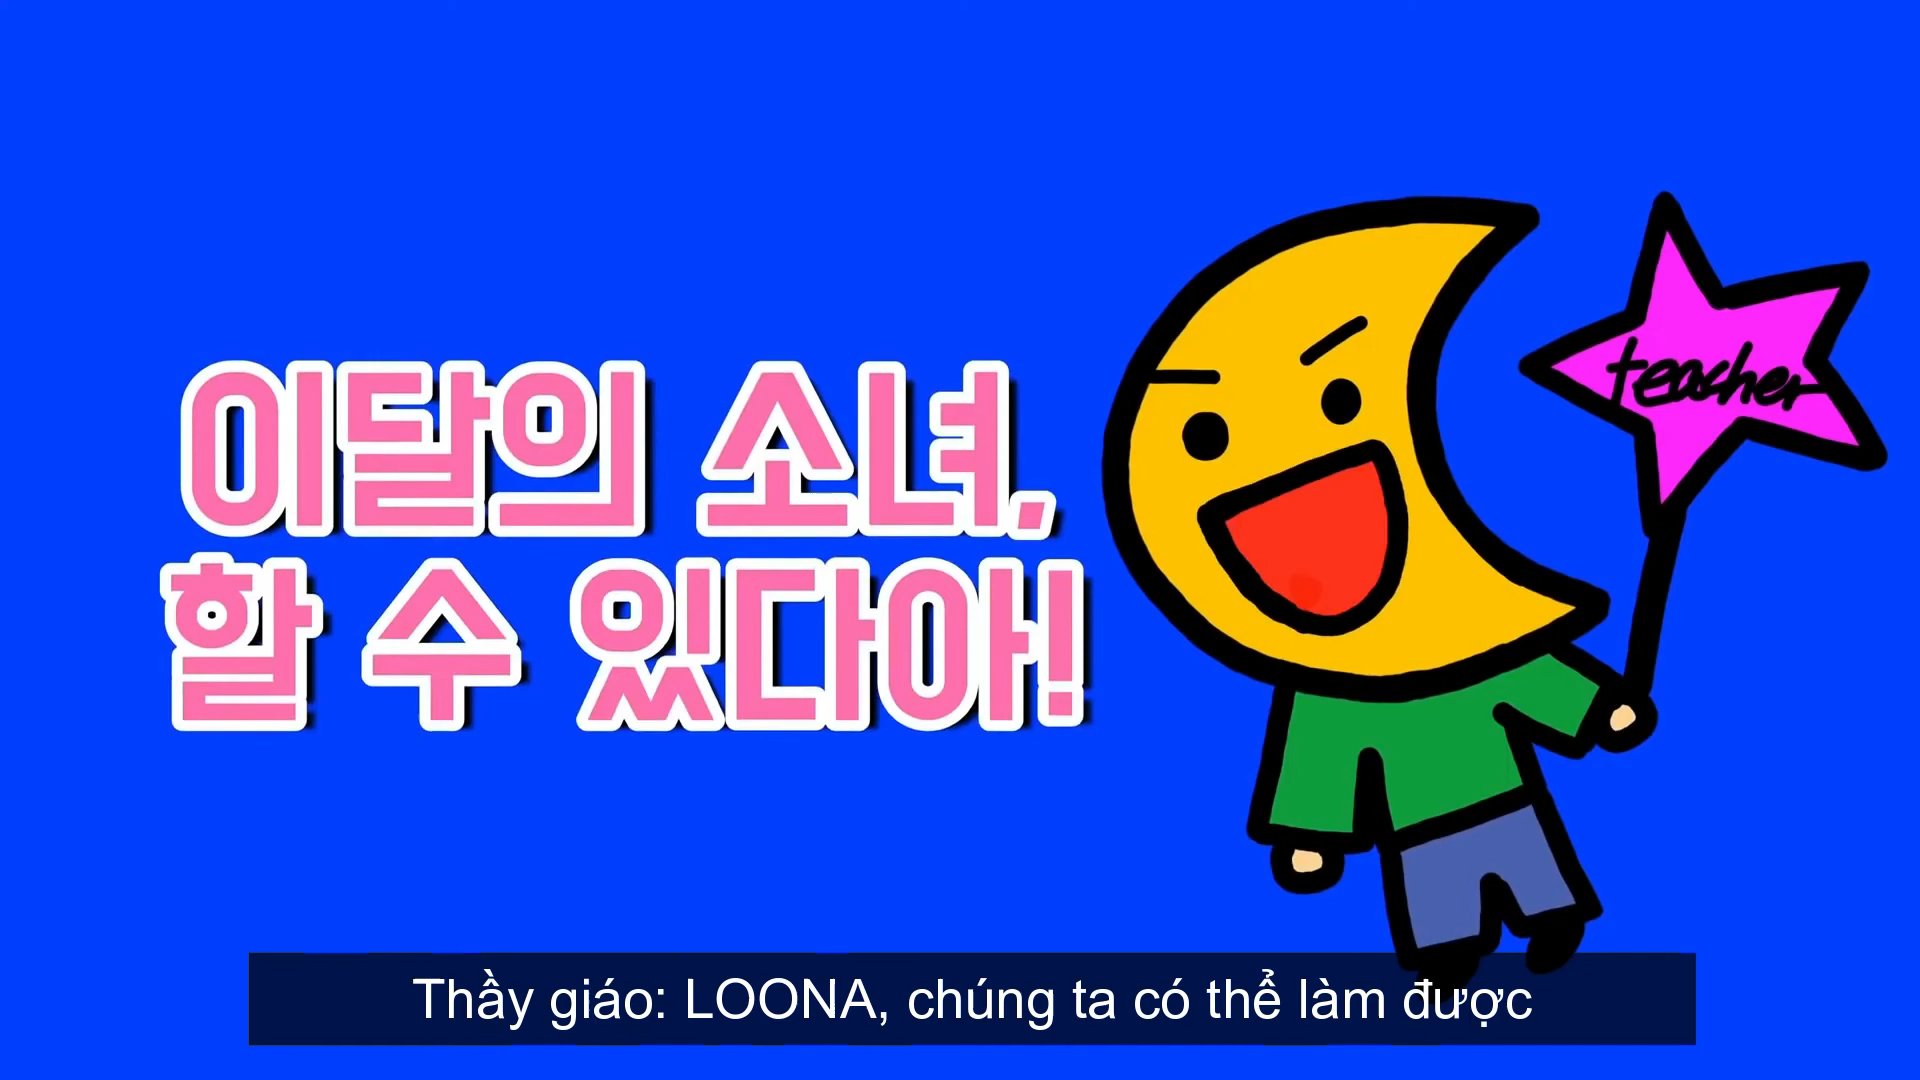 이달의 소녀,
할 수 있다아!
teacher
Thầy giáo: LOONA, chúng ta có thể làm được